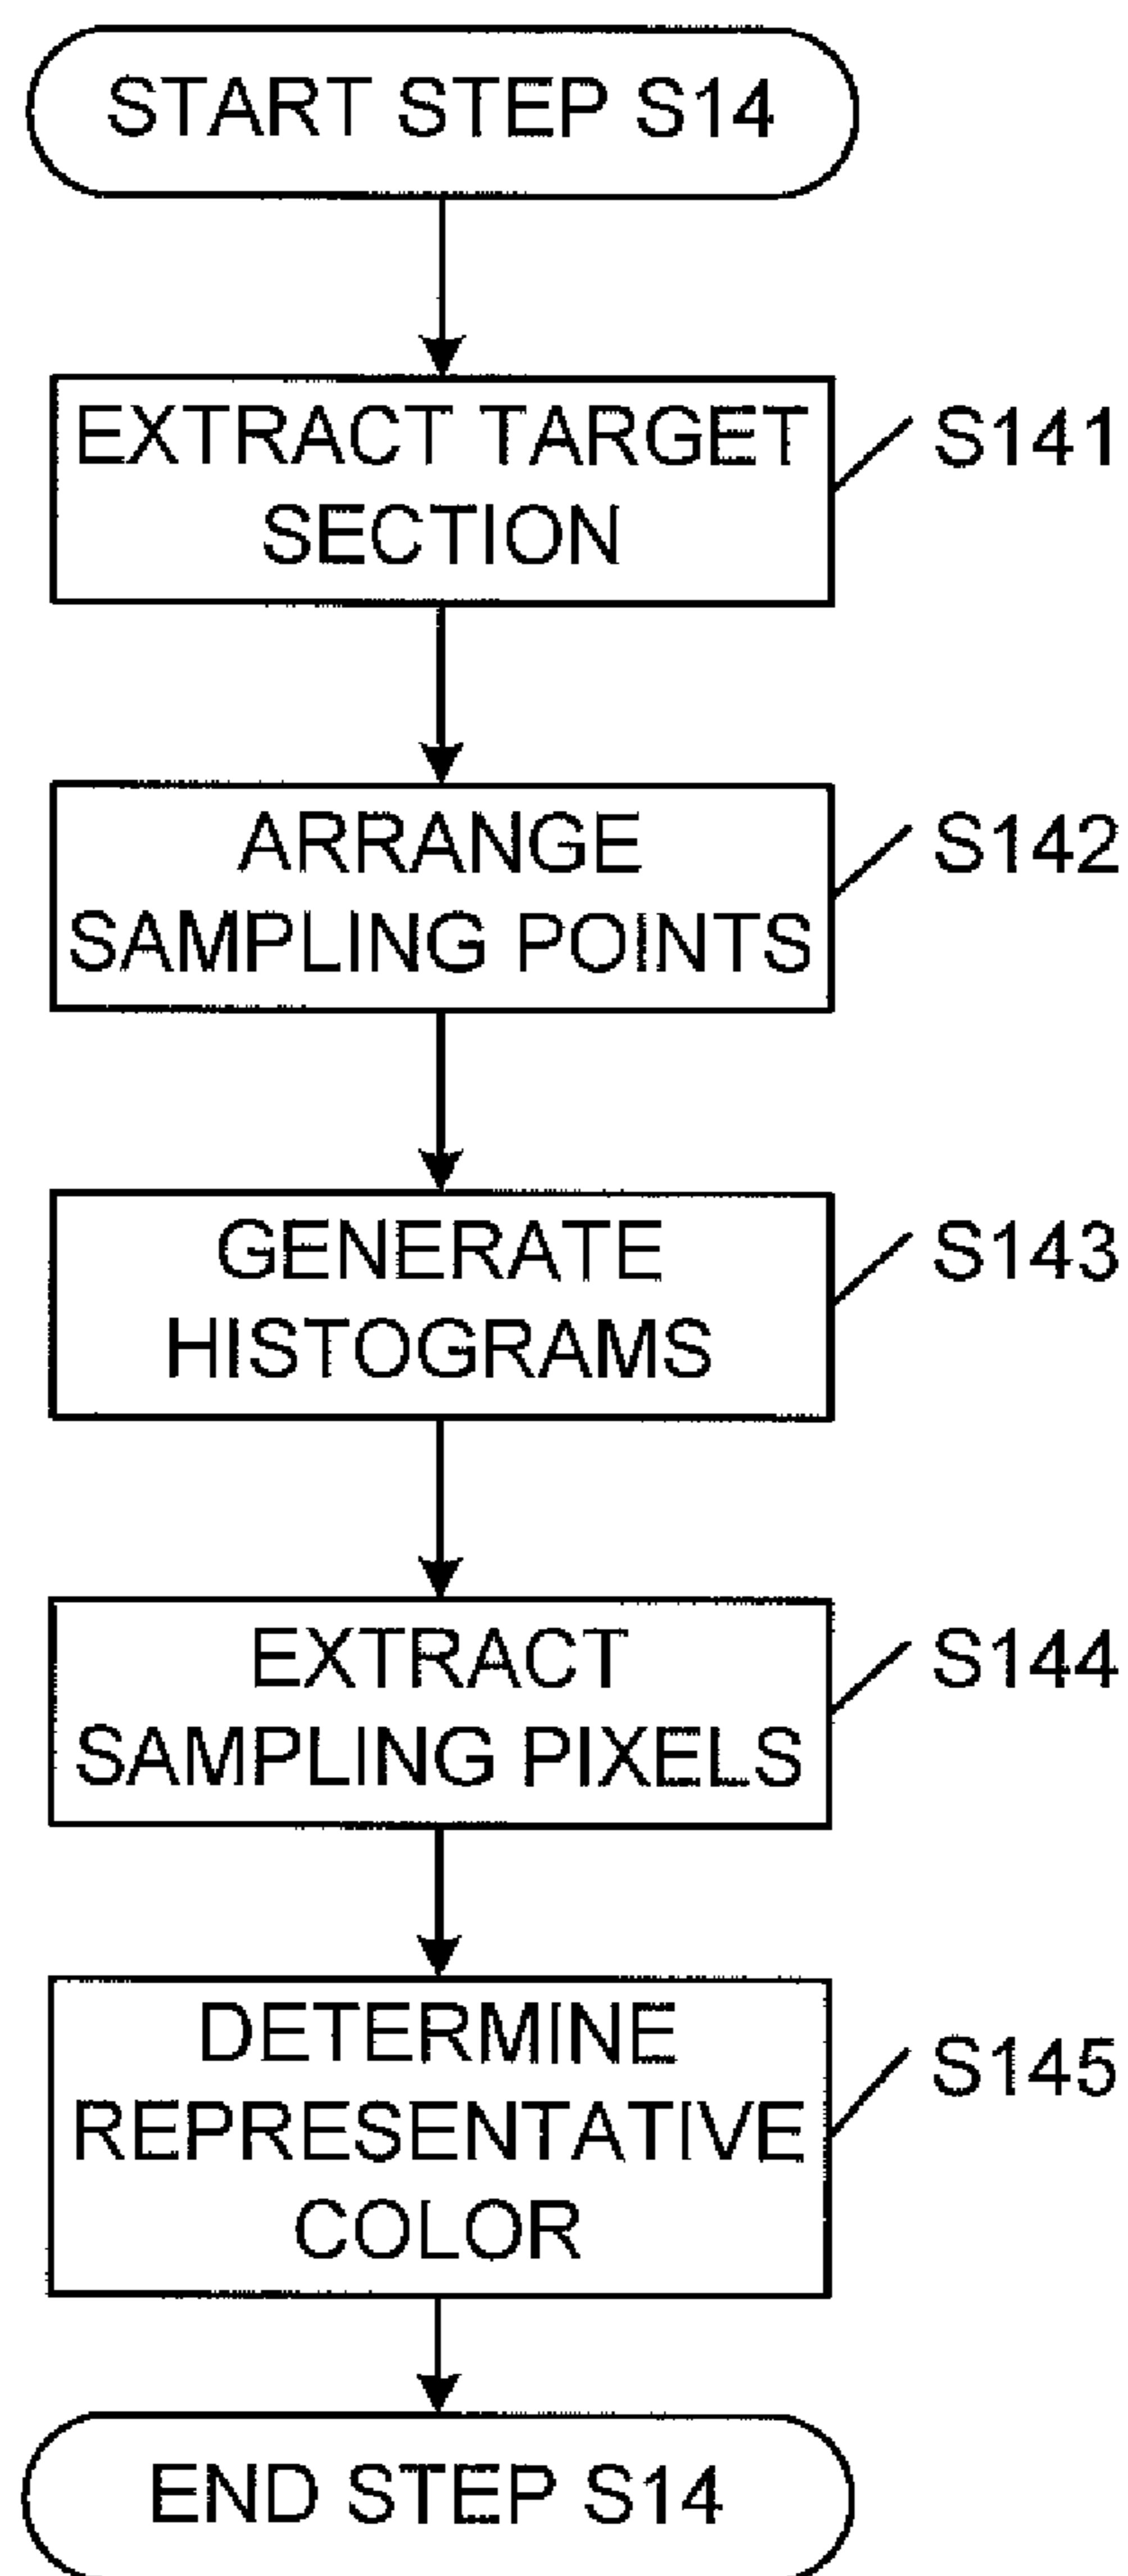 START STEP S14
EXTRACT TARGET
SECTION
S141
ARRANGE
SAMPLING POINTS
S142
GENERATE
HISTOGRAMS
S143
EXTRACT
SAMPLING PIXELS
S144
DETERMINE
REPRESENTATIVE
COLOR
S145
END STEP S14